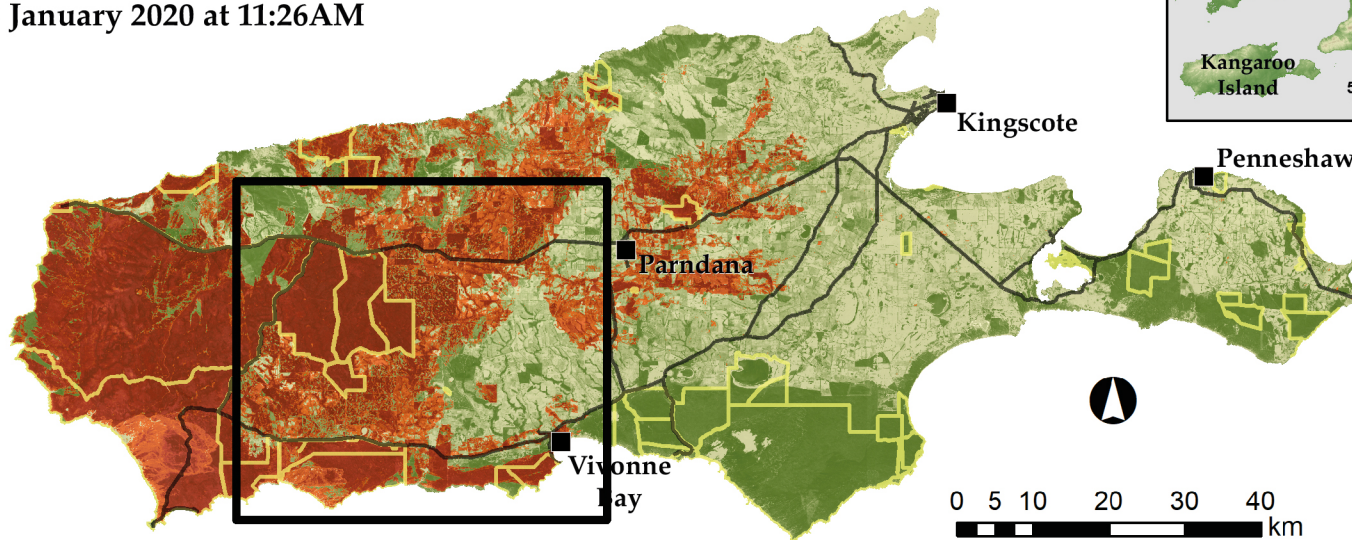 January 2020 at 11:26AM
Kangaroo
Island
5
Kingscote
Penneshaw
Parndana
Vivonne
Bay
0 5 10 20 30 40
km